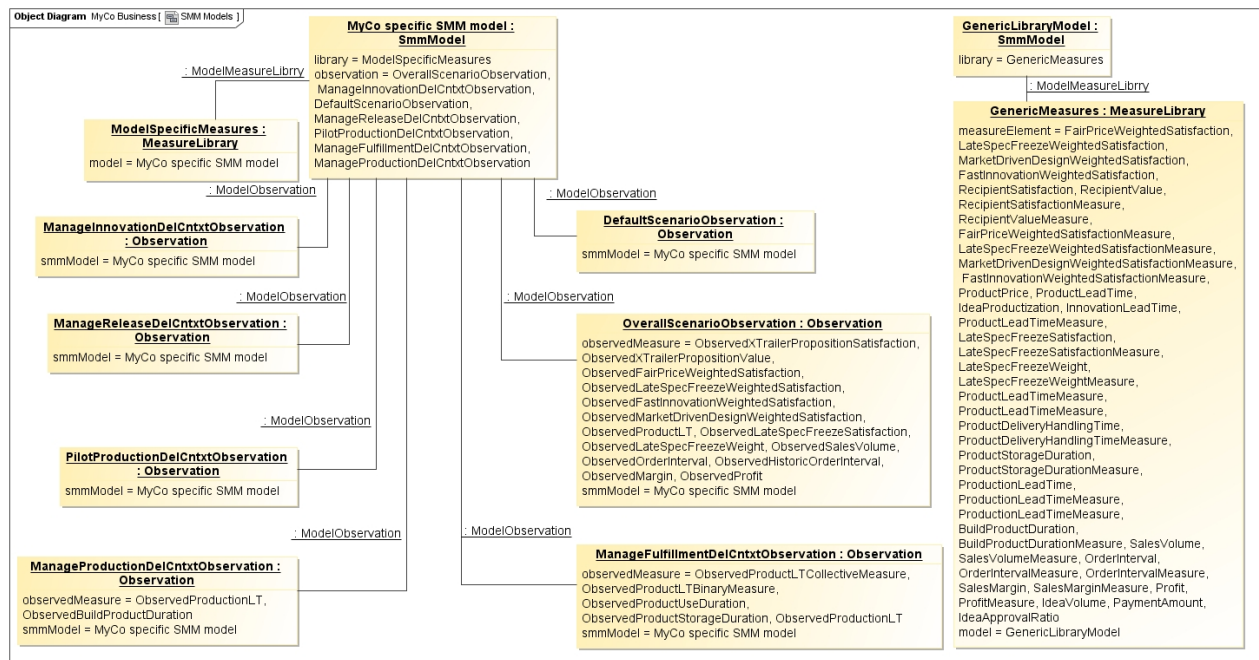 Object Diagram MyCo Business [ SMM Models ]
MyCo specific SMM model :
SmmModel
library = ModelSpecificMeasures
observation = OverallScenarioObservation,
ManageInnovationDelCntxtObservation,
DefaultScenarioObservation,
ManageReleaseDelCntxtObservation,
PilotProductionDelCntxtObservation,
ManageFulfillmentDelCntxtObservation,
ManageProductionDelCntxtObservation
: ModelMeasureLibrry
ModelSpecificMeasures :
MeasureLibrary
model = MyCo specific SMM model
: ModelObservation
ManageInnovationDelCntxtObservation
: Observation
smmModel = MyCo specific SMM model
: ModelObservation
ManageReleaseDelCntxtObservation :
Observation
smmModel = MyCo specific SMM model
: ModelObservation
PilotProductionDelCntxtObservation
: Observation
smmModel = MyCo specific SMM model
: ModelObservation
ManageProductionDelCntxtObservation :
Observation
observedMeasure = ObservedProductionLT,
ObservedBuildProductDuration
smmModel = MyCo specific SMM model
: ModelObservation
DefaultScenarioObservation :
Observation
smmModel = MyCo specific SMM model
: ModelObservation
OverallScenarioObservation : Observation
observedMeasure = ObservedXTrailerPropositionSatisfaction,
ObservedXTrailerPropositionValue,
ObservedFairPriceWeightedSatisfaction,
ObservedLateSpecFreezeWeightedSatisfaction,
ObservedFastInnovationWeightedSatisfaction,
ObservedMarketDrivenDesignWeightedSatisfaction,
ObservedProductLT, ObservedLateSpecFreezeSatisfaction,
ObservedLateSpecFreezeWeight, ObservedSalesVolume,
ObservedOrderInterval, ObservedHistoricOrderInterval,
ObservedMargin, ObservedProfit
smmModel = MyCo specific SMM model
: ModelObservation
ManageFulfillmentDelCntxtObservation : Observation
observedMeasure = ObservedProductLTCollectiveMeasure,
ObservedProductLTBinaryMeasure,
ObservedProductUseDuration,
ObservedProductStorageDuration, ObservedProductionLT
smmModel = MyCo specific SMM model
GenericLibraryModel :
SmmModel
library = GenericMeasures
: ModelMeasureLibrry
GenericMeasures : MeasureLibrary
measureElement = FairPriceWeightedSatisfaction,
LateSpecFreezeWeightedSatisfaction,
MarketDrivenDesignWeightedSatisfaction,
FastInnovationWeightedSatisfaction,
RecipientSatisfaction, RecipientValue,
RecipientSatisfactionMeasure,
RecipientValueMeasure,
FairPriceWeightedSatisfactionMeasure,
LateSpecFreezeWeightedSatisfactionMeasure,
MarketDrivenDesignWeightedSatisfactionMeasure,
FastInnovationWeightedSatisfactionMeasure,
ProductPrice, ProductLeadTime,
IdeaProductization, InnovationLeadTime,
ProductLeadTimeMeasure,
LateSpecFreezeSatisfaction,
LateSpecFreezeSatisfactionMeasure,
LateSpecFreezeWeight,
LateSpecFreezeWeightMeasure,
ProductLeadTimeMeasure,
ProductLeadTimeMeasure,
ProductDeliveryHandlingTime,
ProductDeliveryHandlingTimeMeasure,
ProductStorageDuration,
ProductStorageDurationMeasure,
ProductionLeadTime,
ProductionLeadTimeMeasure,
ProductionLeadTimeMeasure,
BuildProductDuration,
BuildProductDurationMeasure, SalesVolume,
SalesVolumeMeasure, OrderInterval,
OrderIntervalMeasure, OrderIntervalMeasure,
SalesMargin, SalesMarginMeasure, Profit,
ProfitMeasure, IdeaVolume, PaymentAmount,
IdeaApprovalRatio
model = GenericLibraryModel